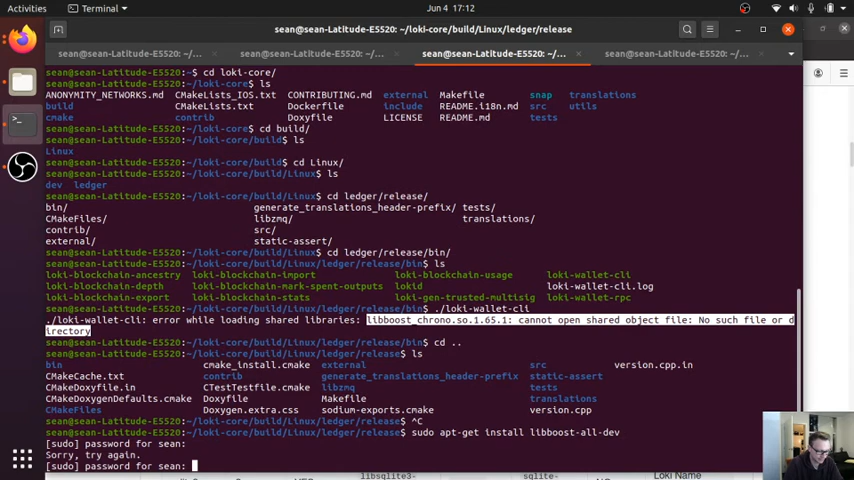 Activities
Terminal
Jun 4 17:12
sean@sean-Latitude-E5520: ~/loki-core/build/Linux/ledger/release
sean@sean-Latitude-E5520: ~/...
sean@sean-Latitude-E5520: ~/...
sean@sean-Latitude-E5520: ~/...
sean@sean-Latitude-E5520: ~/...
sean@sean-Latitude-E5520:~$ cd loki-core/
sean@sean-Latitude-E5520:~/loki-core$ ls
ANONYMITY_NETWORKS.md CMakeLists_IOS.txt CONTRIBUTING.md external Makefile snap translations
build CMakeLists.txt Dockerfile include README.i18n.md src utils
cmake contrib Doxyfile LICENSE README.md tests
sean@sean-Latitude-E5520:~/loki-core$ cd build/
sean@sean-Latitude-E5520:~/loki-core/build$ ls
Linux
sean@sean-Latitude-E5520:~/loki-core/build$ cd Linux/
sean@sean-Latitude-E5520:~/loki-core/build/Linux$ ls
dev ledger
sean@sean-Latitude-E5520:~/loki-core/build/Linux$ cd ledger/release/
bin/ generate_translations_header-prefix/ tests/
CMakeFiles/ libzmq/ translations/
contrib/ src/
external/ static-assert/
sean@sean-Latitude-E5520:~/loki-core/build/Linux$ cd ledger/release/bin/
sean@sean-Latitude-E5520:~/loki-core/build/Linux/ledger/release/bin$ ls
loki-blockchain-ancestry loki-blockchain-import loki-blockchain-usage loki-wallet-cli
loki-blockchain-depth loki-blockchain-mark-spent-outputs lokid loki-wallet-cli.log
loki-blockchain-export loki-blockchain-stats loki-gen-trusted-multisig loki-wallet-rpc
sean@sean-Latitude-E5520:~/loki-core/build/Linux/ledger/release/bin$ ./loki-wallet-cli
./loki-wallet-cli: error while loading shared libraries: libboost_chrono.so.1.65.1: cannot open shared object file: No such file or d
irectory
sean@sean-Latitude-E5520:~/loki-core/build/Linux/ledger/release/bin$ cd ..
sean@sean-Latitude-E5520:~/loki-core/build/Linux/ledger/release$ ls
bin cmake_install.cmake external src version.cpp.in
CMakeCache.txt contrib generate_translations_header-prefix static-assert
CMakeDoxyfile.in CTestTestfile.cmake libzmq tests
CMakeDoxygenDefaults.cmake Doxyfile Makefile translations
CMakeFiles Doxygen.extra.css sodium-exports.cmake version.cpp
sean@sean-Latitude-E5520:~/loki-core/build/Linux/ledger/release$ ^C
sean@sean-Latitude-E5520:~/loki-core/build/Linux/ledger/release$ sudo apt-get install libboost-all-dev
[sudo] password for sean:
Sorry, try again.
[sudo] password for sean:
libsqlite3-
sqlite-
Loki Name